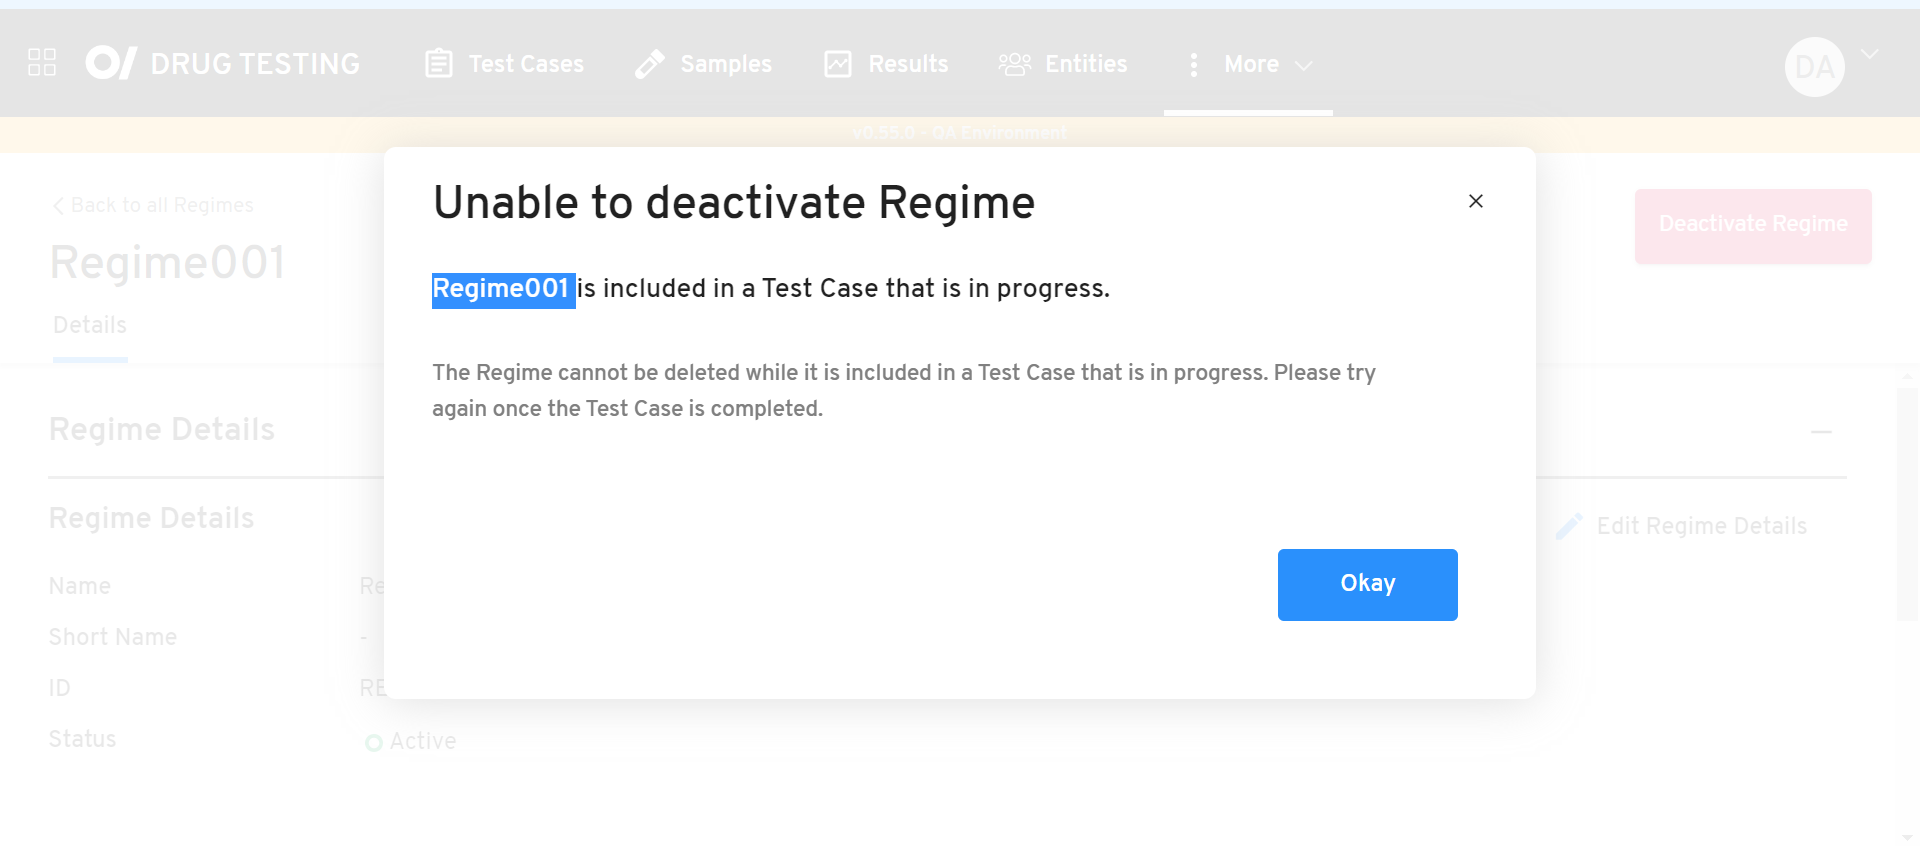 DRUG TESTING
Test Cases
Samples
Results
Entities
More
DA
v0.55.0 - QA Environment
Back to all Regimes
Regime001
Deactivate Regime
Details
Unable to deactivate Regime
Regime001 is included in a Test Case that is in progress.
The Regime cannot be deleted while it is included in a Test Case that is in progress. Please try
again once the Test Case is completed.
Okay
Regime Details
Regime Details
Edit Regime Details
Name
Re
Short Name
-
ID
RE
Status
Active